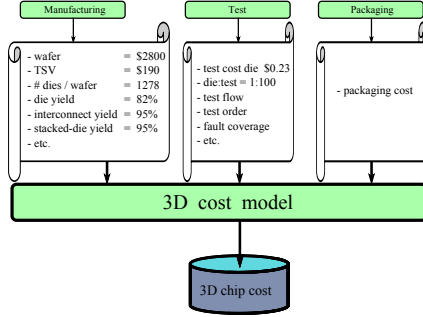 Manufacturing
- wafer = $2800
- TSV = $190
- # dies / wafer = 1278
- die yield = 82%
- interconnect yield = 95%
- stacked-die yield = 95%
- etc.
Test
- test cost die $0.23
- die:test = 1:100
- test flow
- test order
- fault coverage
- etc.
Packaging
- packaging cost
3D cost model
3D chip cost